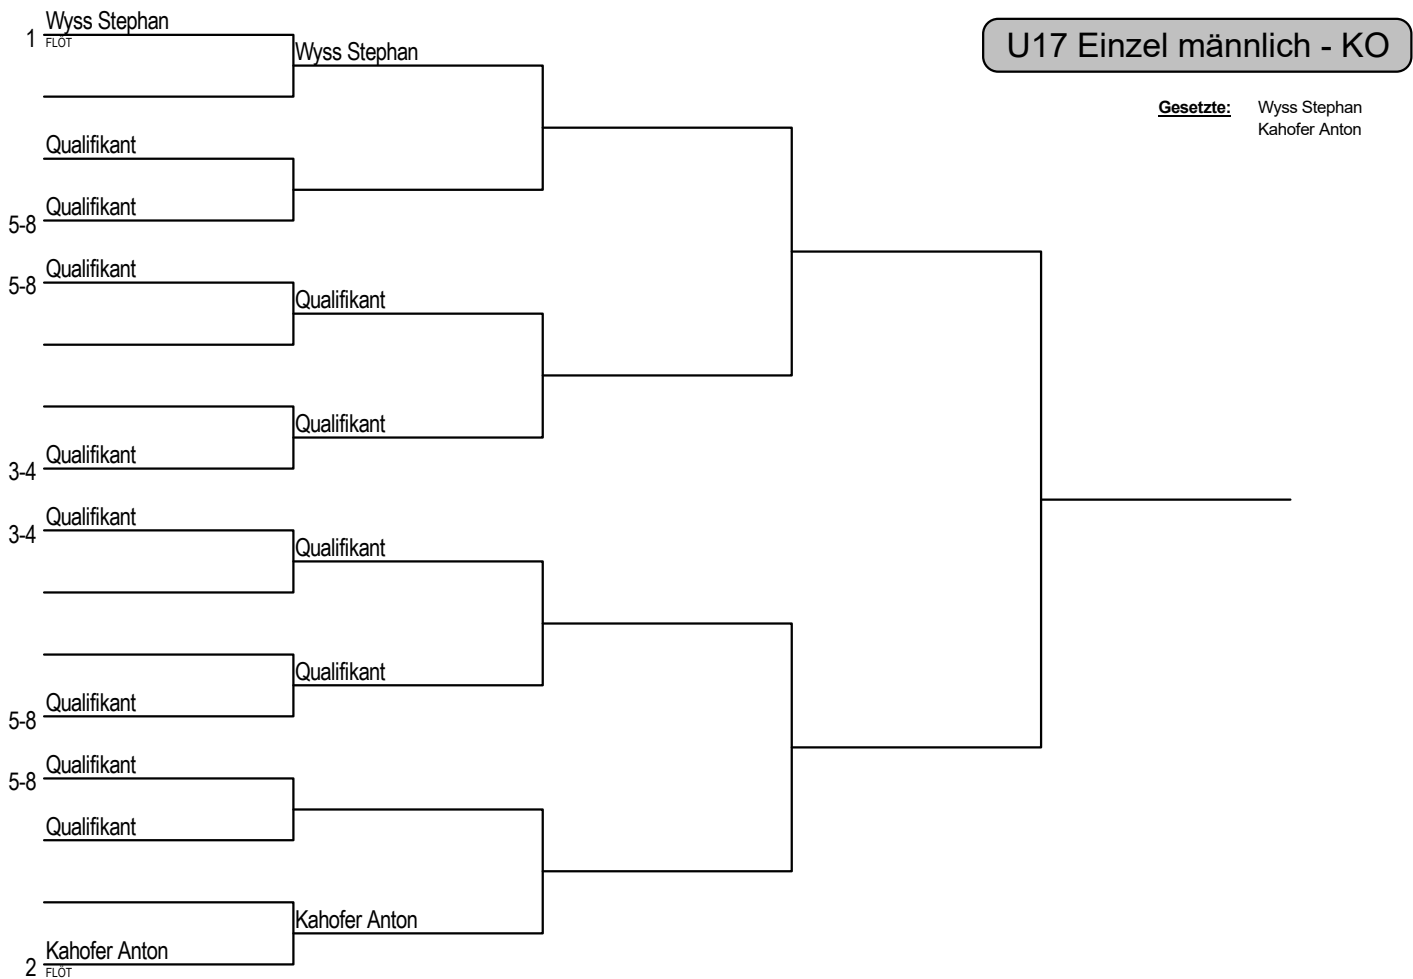 U17 Einzel männlich - KO
Gesetzte: Wyss Stephan
Kahofer Anton
1 Wyss Stephan
FLÖT
Wyss Stephan
Qualifikant
5-8 Qualifikant
5-8 Qualifikant
Qualifikant
Qualifikant
3-4 Qualifikant
3-4 Qualifikant
Qualifikant
Qualifikant
5-8 Qualifikant
5-8 Qualifikant
Qualifikant
Kahofer Anton
2 Kahofer Anton
FLÖT